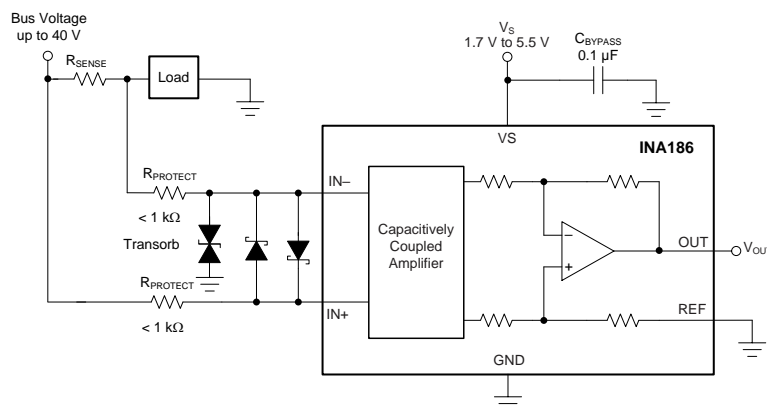 Bus Voltage
up to 40 V
RSENSE
Load
VS
1.7 V to 5.5 V
CBYPASS
0.1 µF
VS
INA186
RPROTECT
< 1 kΩ
Transorb
RPROTECT
< 1 kΩ
IN–
IN+
Capacitively
Coupled
Amplifier
–
+
OUT
VOUT
REF
GND